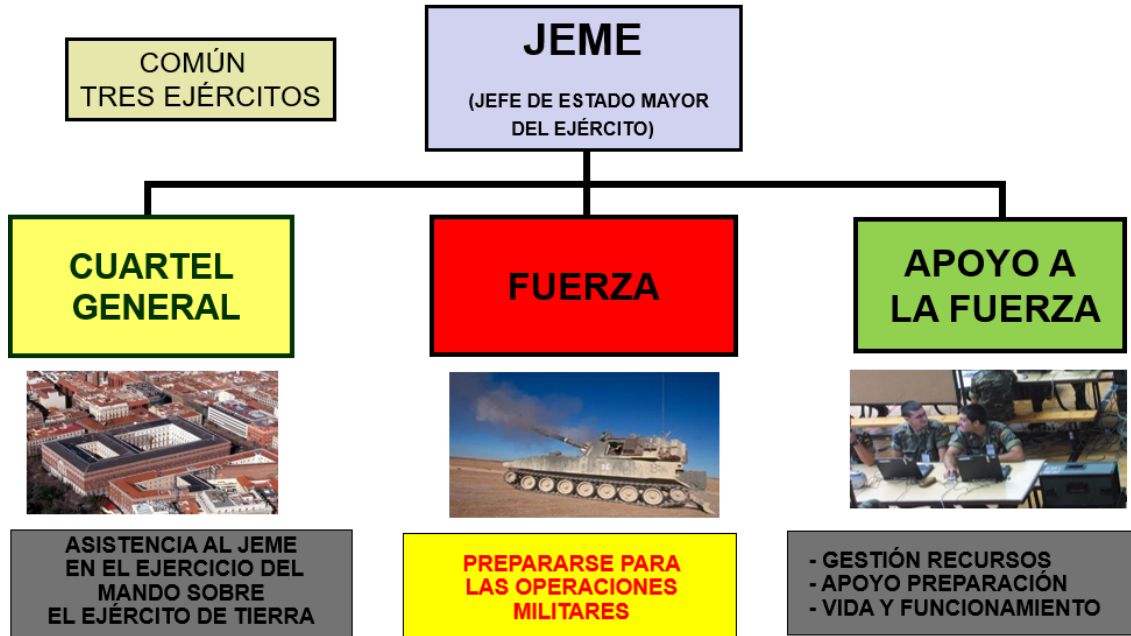 COMÚN
TRES EJÉRCITOS
JEME
(JEFE DE ESTADO MAYOR
DEL EJÉRCITO)
CUARTEL
GENERAL
FUERZA
APOYO A
LA FUERZA
ASISTENCIA AL JEME
EN EL EJERCICIO DEL
MANDO SOBRE
EL EJÉRCITO DE TIERRA
PREPARARSE PARA
LAS OPERACIONES
MILITARES
- GESTIÓN RECURSOS
- APOYO PREPARACIÓN
- VIDA Y FUNCIONAMIENTO